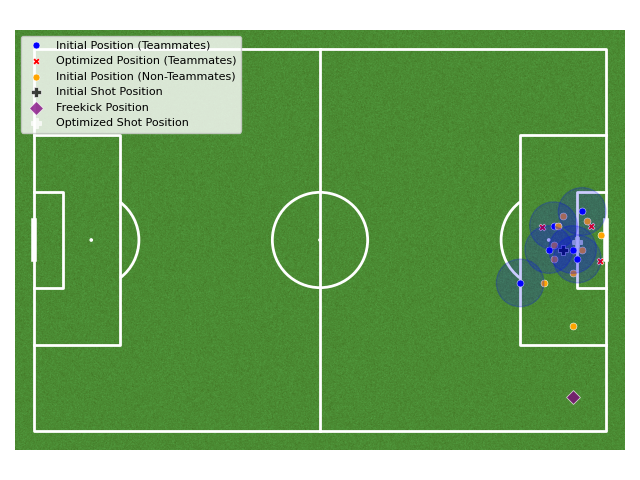 Initial Position (Teammates)
Optimized Position (Teammates)
Initial Position (Non-Teammates)
Initial Shot Position
Freekick Position
Optimized Shot Position